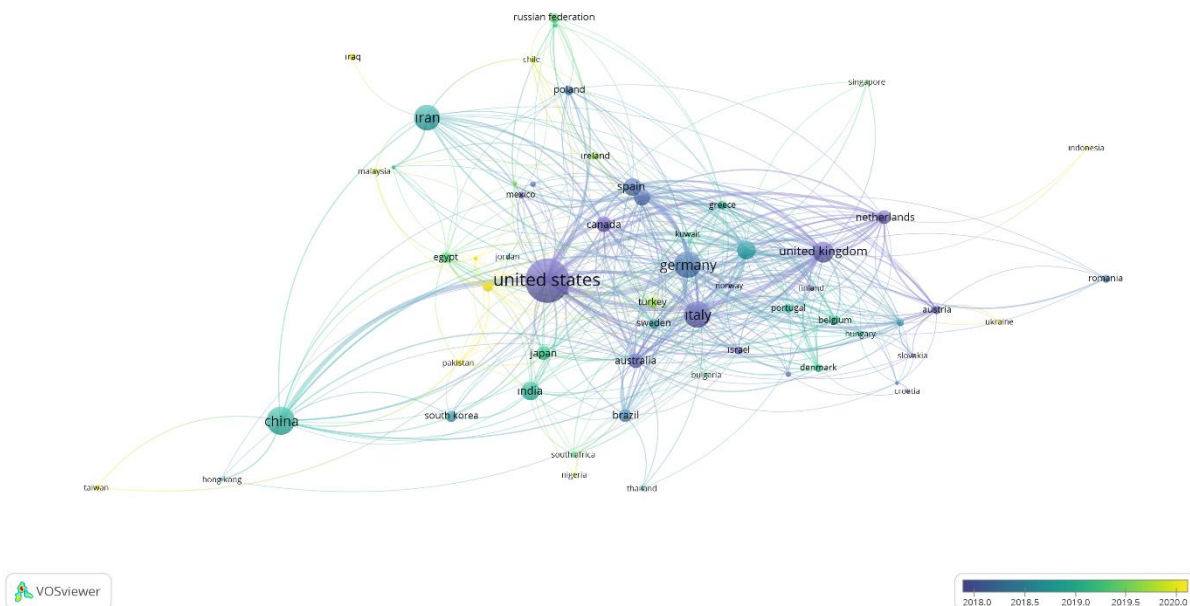 russian federation
iraq
chile
singapore
poland
iran
indonesia
ireland
malaysia
spain
mexico
greece
netherlands
canada
kuwait
united kingdom
egypt
jordan
germany
united states
romania
norway
finland
turkey
portugal
austria
italy
sweden
belgium
ukraine
hungary
japan
australia
israel
slovakia
pakistan
denmark
bulgaria
india
croatia
china
south korea
brazil
south africa
nigeria
hong kong
taiwan
thailand
VOSviewer
2018.0 2018.5 2019.0 2019.5 2020.0